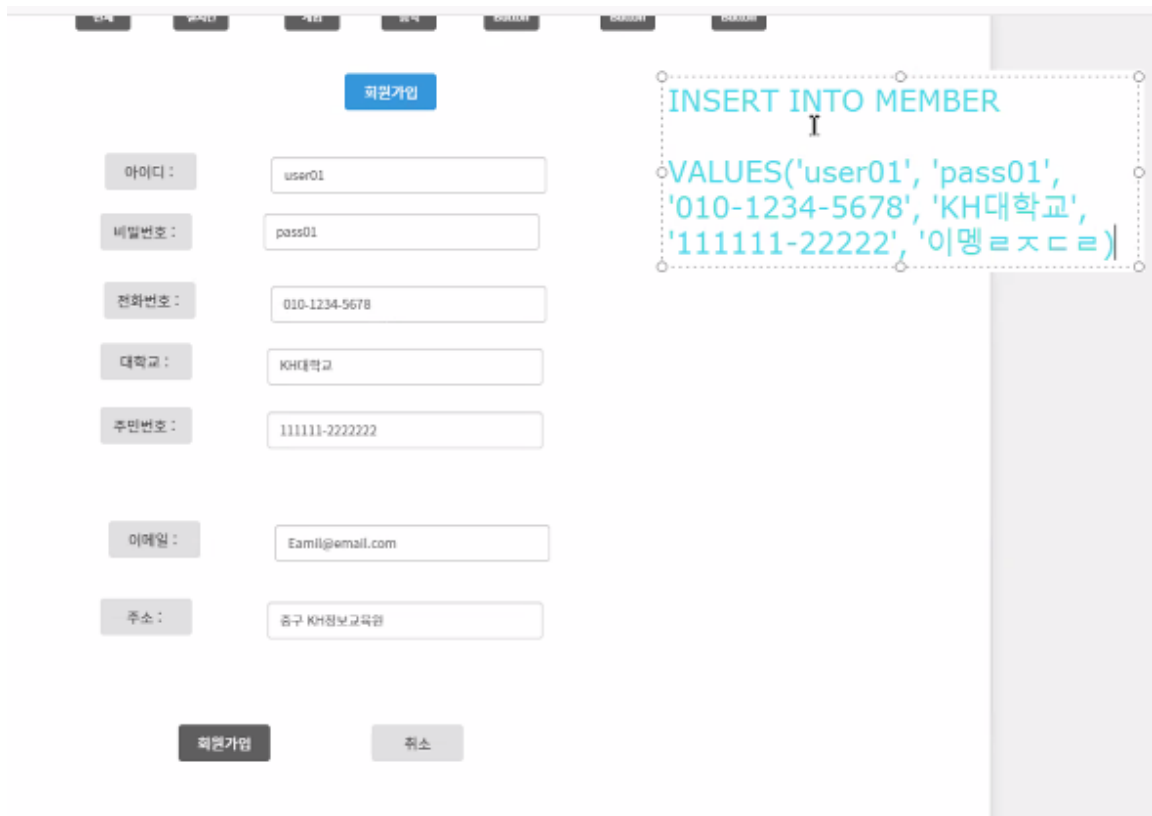 Button
Button
Button
회원가입
INSERT INTO MEMBER
VALUES('user01', 'pass01',
'010-1234-5678', 'KH대학교',
'111111-22222', '이멩ㄹㅈㄷㄹ)
아이디 :
user01
비밀번호 :
pass01
전화번호 :
010-1234-5678
대학교 :
KH대학교
주민번호 :
111111-2222222
이메일 :
Eamil@email.com
주소 :
중구 KH정보교육원
회원가입
취소